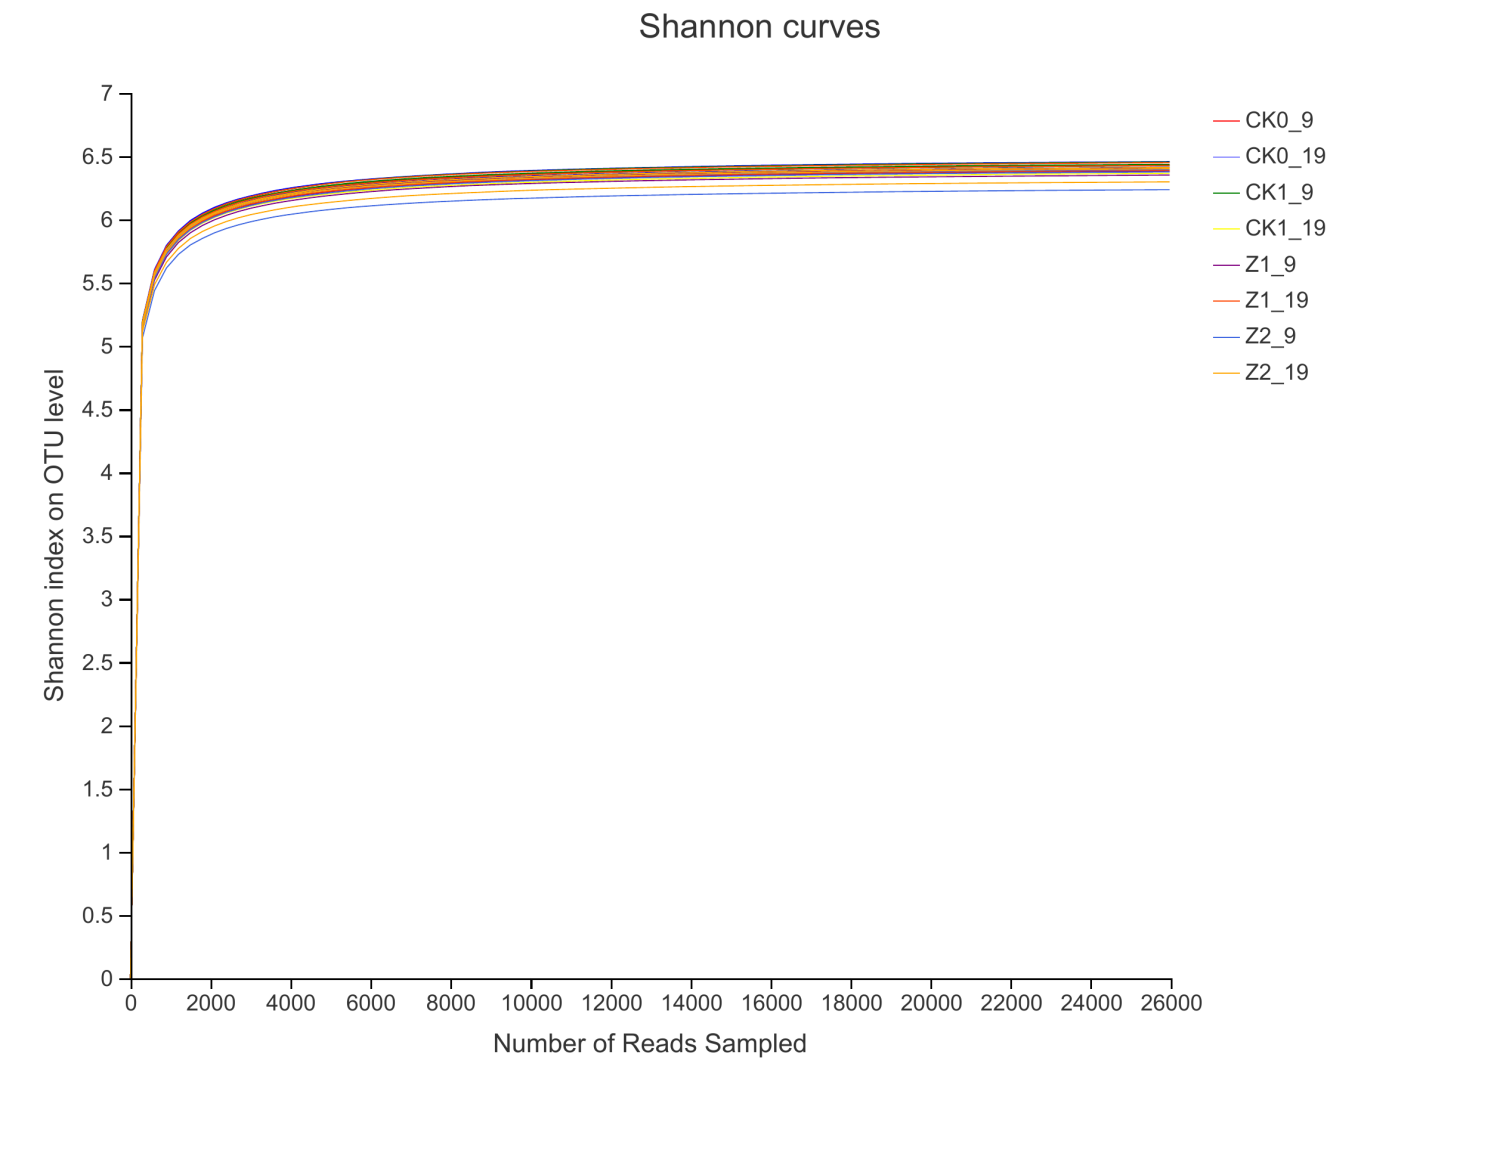 Shannon curves
7
6.5
6
5.5
5
4.5
4
3.5
3
2.5
2
1.5
1
0.5
0
Shannon index on OTU level
0 2000 4000 6000 8000 10000 12000 14000 16000 18000 20000 22000 24000 26000
Number of Reads Sampled
CK0_9
CK0_19
CK1_9
CK1_19
Z1_9
Z1_19
Z2_9
Z2_19